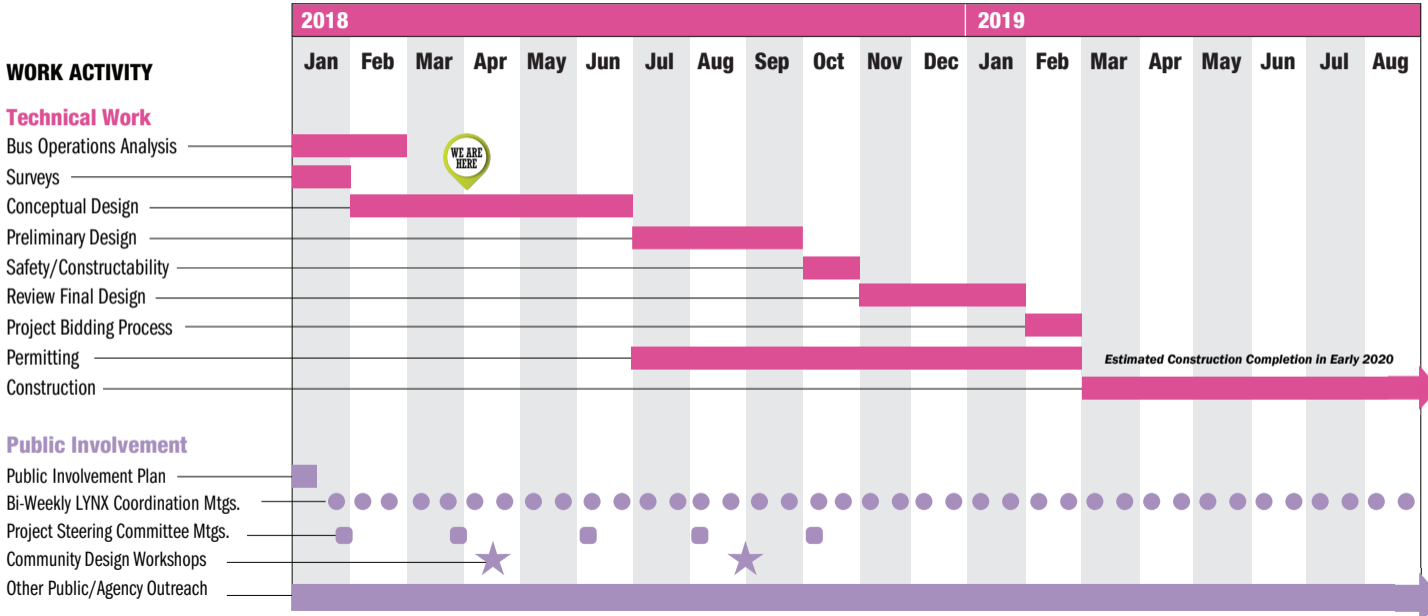 2018 2019
Jan Feb Mar Apr May Jun Jul Aug Sep Oct Nov Dec Jan Feb Mar Apr May Jun Jul Aug
WORK ACTIVITY
Technical Work
Bus Operations Analysis
WE ARE
HERE
Surveys
Conceptual Design
Preliminary Design
Safety/Constructability
Review Final Design
Project Bidding Process
Permitting
Estimated Construction Completion in Early 2020
Construction
Public Involvement
Public Involvement Plan
Bi-Weekly LYNX Coordination Mtgs.
Project Steering Committee Mtgs.
Community Design Workshops
Other Public/Agency Outreach